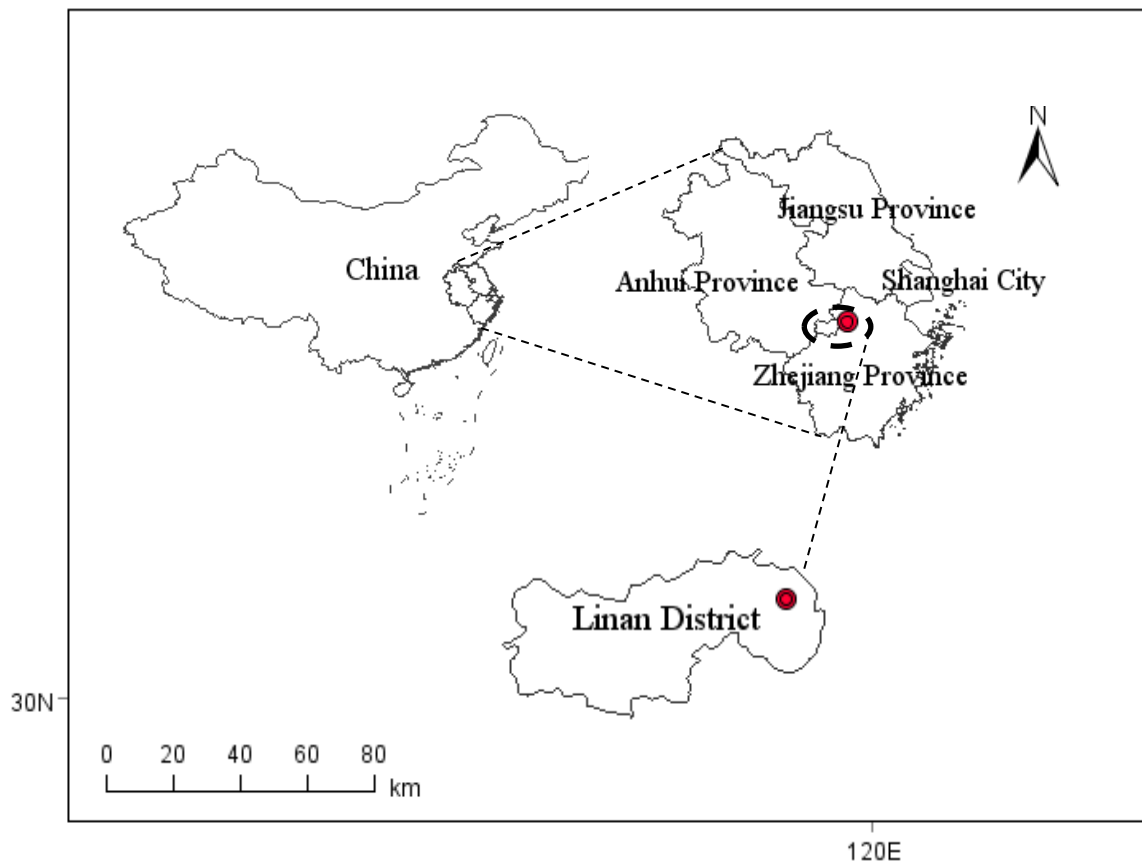 N
Jiangsu Province
China
Anhui Province
Shanghai City
Zhejiang Province
Linan District
30N
0 20 40 60 80
km
120E